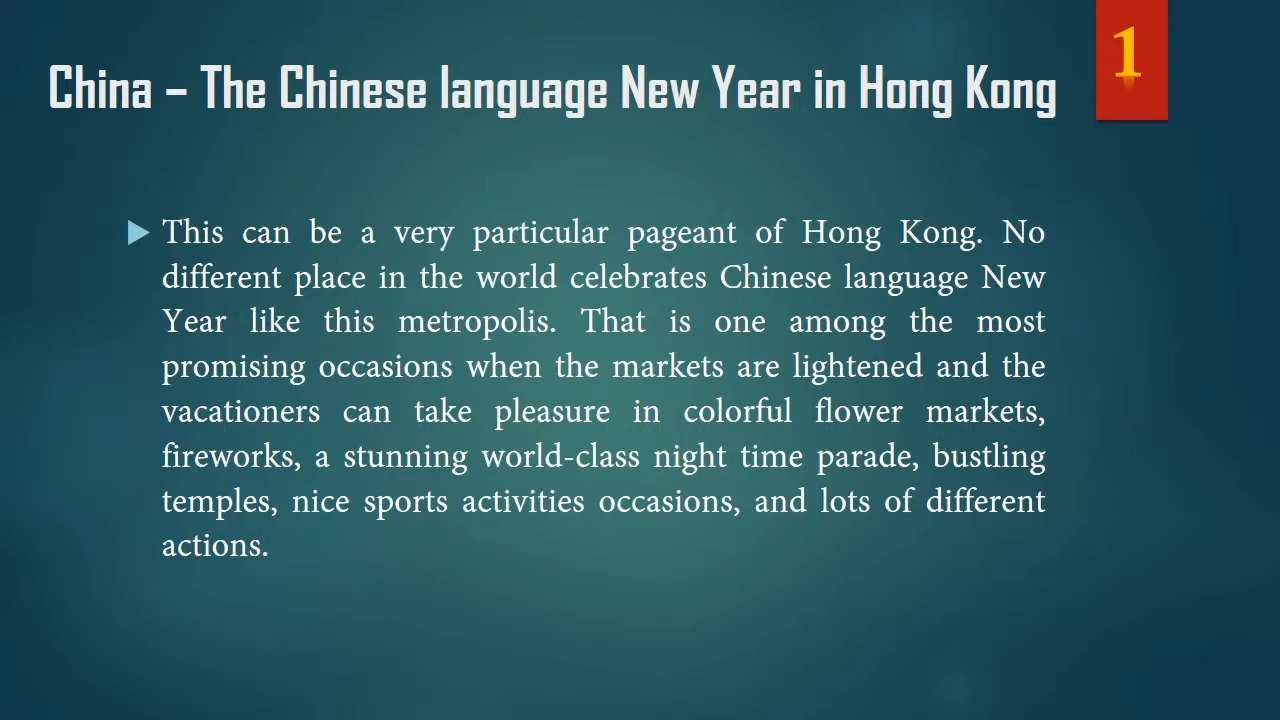 China – The Chinese language New Year in Hong Kong
1
This can be a very particular pageant of Hong Kong. No
different place in the world celebrates Chinese language New
Year like this metropolis. That is one among the most
promising occasions when the markets are lightened and the
vacationers can take pleasure in colorful flower markets,
fireworks, a stunning world-class night time parade, bustling
temples, nice sports activities occasions, and lots of different
actions.